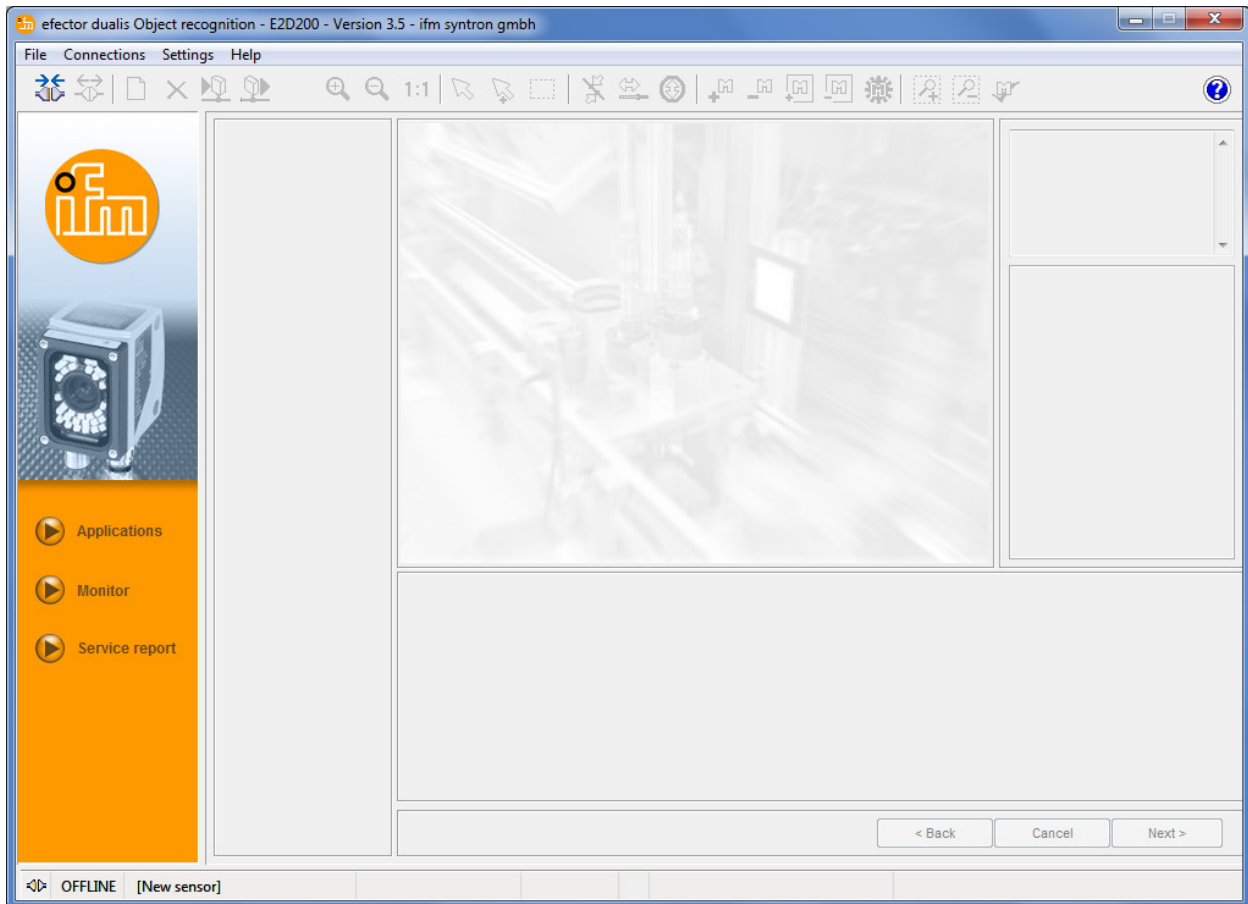 efector dualis Object recognition - E2D200 - Version 3.5 - ifm syntron gmbh
File Connections Settings Help
1:1
ifm
Applications
Monitor
Service report
< Back Cancel Next >
OFFLINE [New sensor]